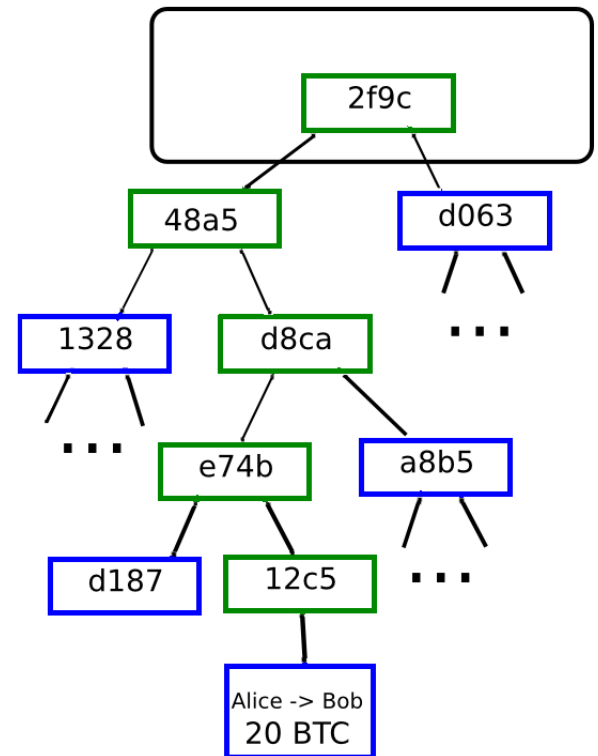 2f9c
48a5
d063
1328
d8ca
...
...
e74b
a8b5
d187
12c5
...
Alice -> Bob
20 BTC